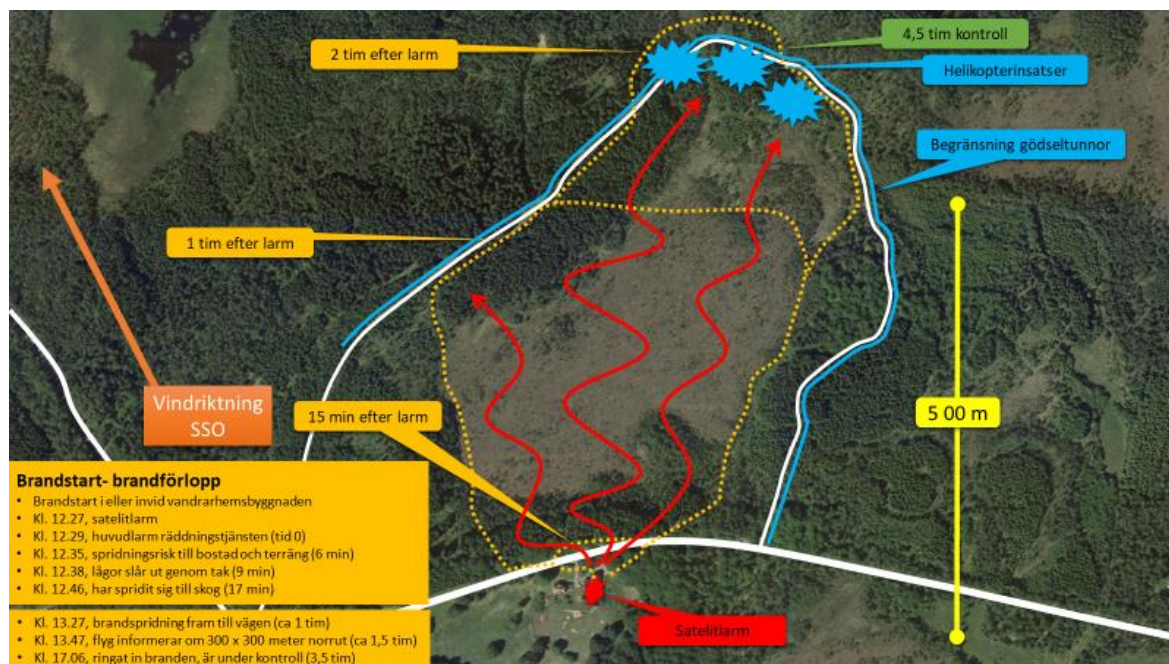 2 tim efter larm
4,5 tim kontroll
Helikopterinsatser
Begränsning gödseltunnor
1 tim efter larm
Vindriktning
SSO
15 min efter larm
5 00 m
Brandstart- brandförlopp
• Brandstart i eller invid vandrarhemsbyggnaden
• Kl. 12.27, satelitlarm
• Kl. 12.29, huvudlarm räddningstjänsten (tid 0)
• Kl. 12.35, spridningsrisk till bostad och terräng (6 min)
• Kl. 12.38, lågor slår ut genom tak (9 min)
• Kl. 12.46, har spridit sig till skog (17 min)
• Kl. 13.27, brandspridning fram till vägen (ca 1 tim)
• Kl. 13.47, flyg informerar om 300 x 300 meter norrut (ca 1,5 tim)
• Kl. 17.06, ringat in branden, är under kontroll (3,5 tim)
Satelitlarm